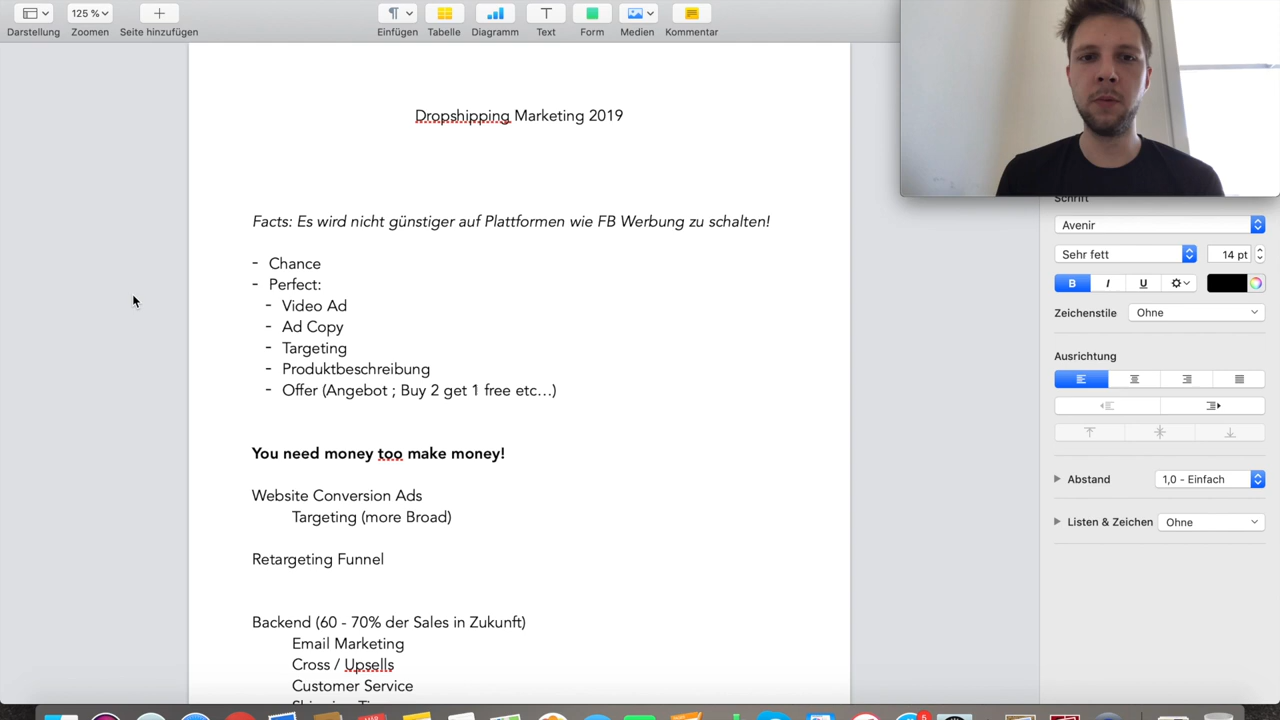 Darstellung
125 %
Zoomen
Seite hinzufügen
Einfügen
Tabelle
Diagramm
T
Text
Form
Medien
Kommentar
Dropshipping Marketing 2019
Facts: Es wird nicht günstiger auf Plattformen wie FB Werbung zu schalten!
- Chance
- Perfect:
- Video Ad
- Ad Copy
- Targeting
- Produktbeschreibung
- Offer (Angebot ; Buy 2 get 1 free etc...)
You need money too make money!
Website Conversion Ads
Targeting (more Broad)
Retargeting Funnel
Backend (60 - 70% der Sales in Zukunft)
Email Marketing
Cross / Upsells
Customer Service
Schrift
Avenir
Sehr fett
14 pt
B I U
Zeichenstile
Ohne
Ausrichtung
Abstand
1,0 - Einfach
Listen & Zeichen
Ohne
5